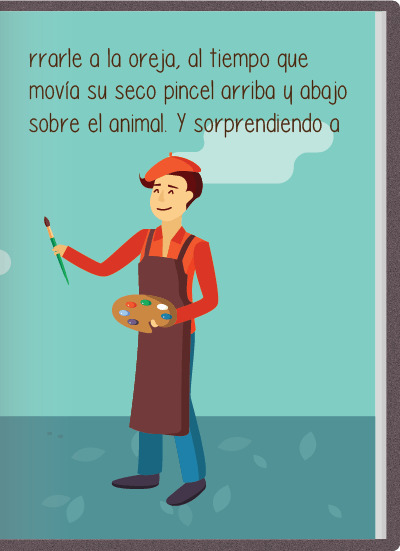 rrarle a la oreja, al tiempo que
movía su seco pincel arriba y abajo
sobre el animal. Y sorprendiendo a